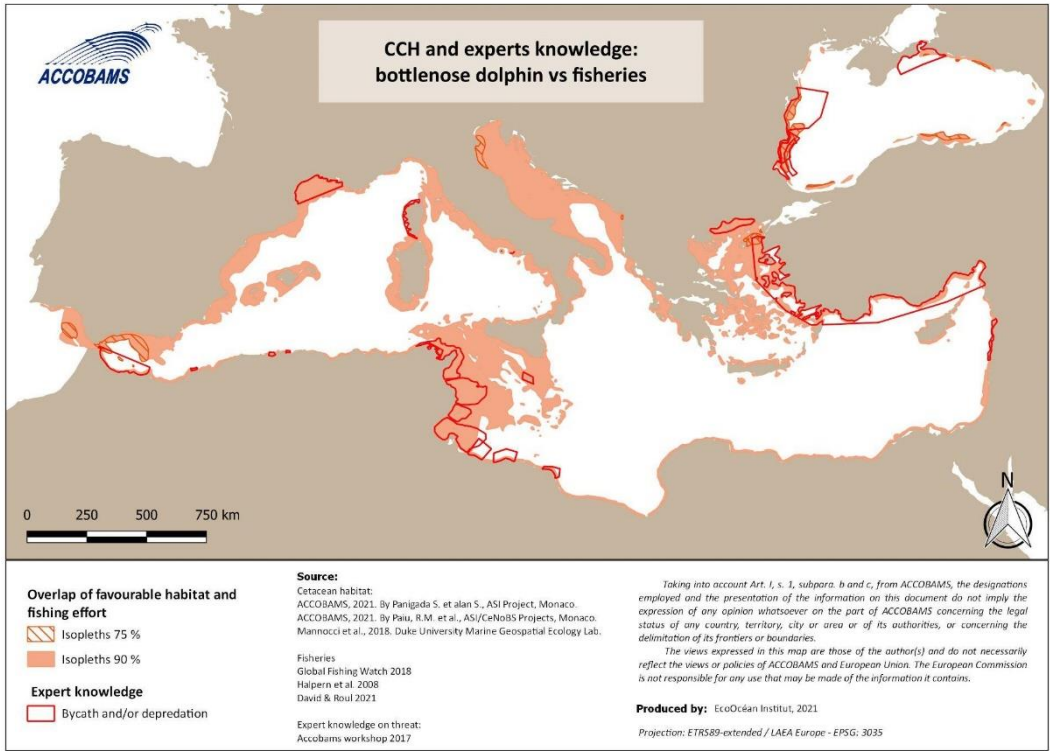 ACCOBAMS
CCH and experts knowledge:
bottlenose dolphin vs fisheries
N
0 250 500 750 km
Overlap of favourable habitat and
fishing effort
Isopleths 75 %
Isopleths 90 %
Expert knowledge
Bycath and/or depredation
Source:
Cetacean habitat:
ACCOBAMS, 2021. By Panigada S. et alan S., ASI Project, Monaco.
ACCOBAMS, 2021. By Paiu, R.M. et al., ASI/CeNoBS Projects, Monaco.
Mannocci et al., 2018. Duke University Marine Geospatial Ecology Lab.
Fisheries
Global Fishing Watch 2018
Halpern et al. 2008
David & Roul 2021
Expert knowledge on threat:
Accobams workshop 2017
Taking into account Art. I, s. 1, subpara. b and c, from ACCOBAMS, the designations
employed and the presentation of the information on this document do not imply the
expression of any opinion whatsoever on the part of ACCOBAMS concerning the legal
status of any country, territory, city or area or of its authorities, or concerning the
delimitation of its frontiers or boundaries.
The views expressed in this map are those of the author(s) and do not necessarily
reflect the views or policies of ACCOBAMS and European Union. The European Commission
is not responsible for any use that may be made of the information it contains.
Produced by: EcoOcéan Institut, 2021
Projection: ETRS89-extended / LAEA Europe - EPSG: 3035